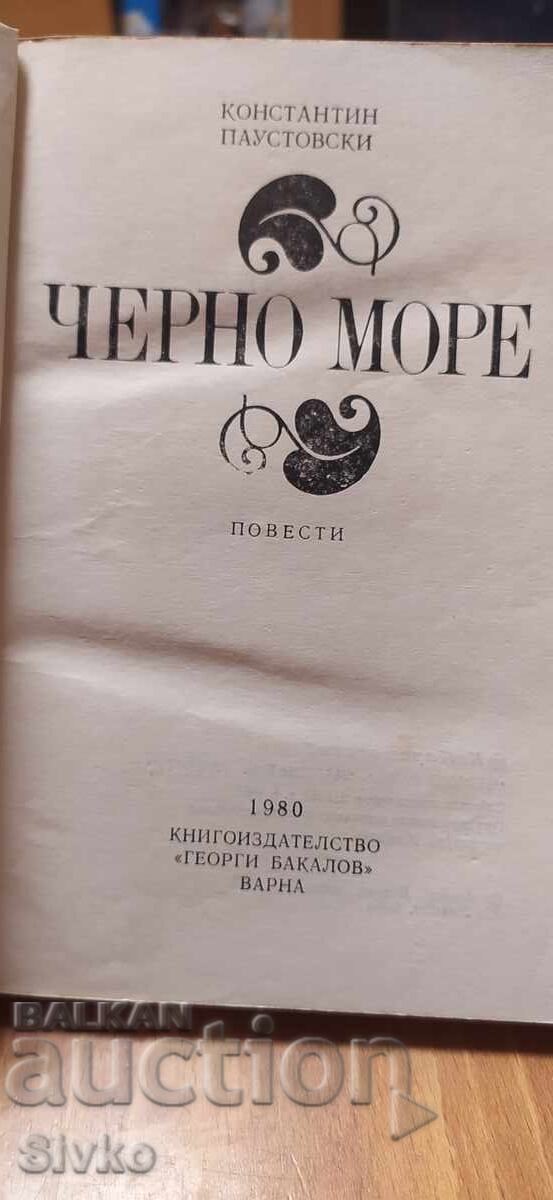 КОНСТАНТИН
ПАУСТОВСКИ
ЧЕРНО МОРЕ
ПОВЕСТИ
1980
КНИГОИЗДАТЕЛСТВО
«ГЕОРГИ БАКАЛОВ»
ВАРНА
BALKAN
auction
Sivko